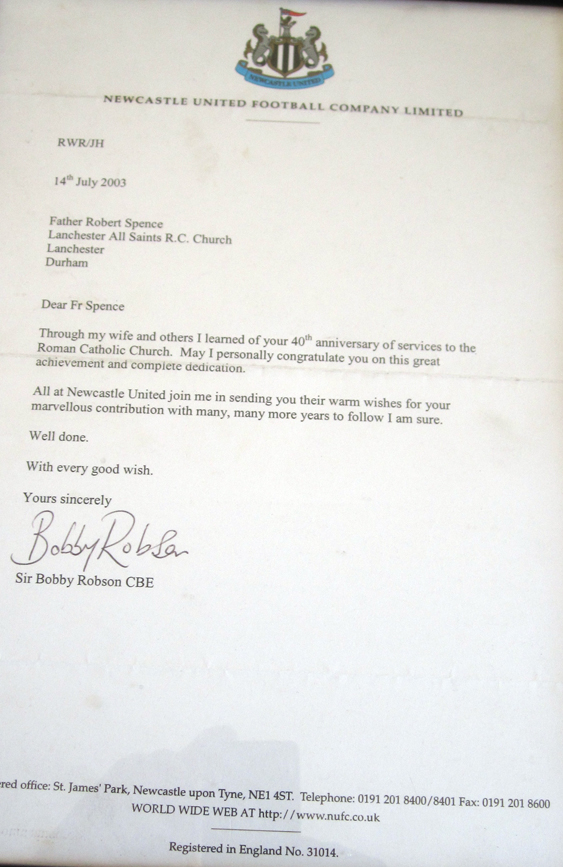 NEWCASTLE UNITED
NEWCASTLE UNITED FOOTBALL COMPANY LIMITED
RWR/JH
14th July 2003
Father Robert Spence
Lanchester All Saints R.C. Church
Lanchester
Durham
Dear Fr Spence
Through my wife and others I learned of your 40th anniversary of services to the
Roman Catholic Church. May I personally congratulate you on this great
achievement and complete dedication.
All at Newcastle United join me in sending you their warm wishes for your
marvellous contribution with many, many more years to follow I am sure.
Well done.
With every good wish.
Yours sincerely
Bobby Robson
Sir Bobby Robson CBE
red office: St. James' Park, Newcastle upon Tyne, NE1 4ST. Telephone: 0191 201 8400/8401 Fax: 0191 201 8600
WORLD WIDE WEB AT http://www.nufc.co.uk
Registered in England No. 31014.